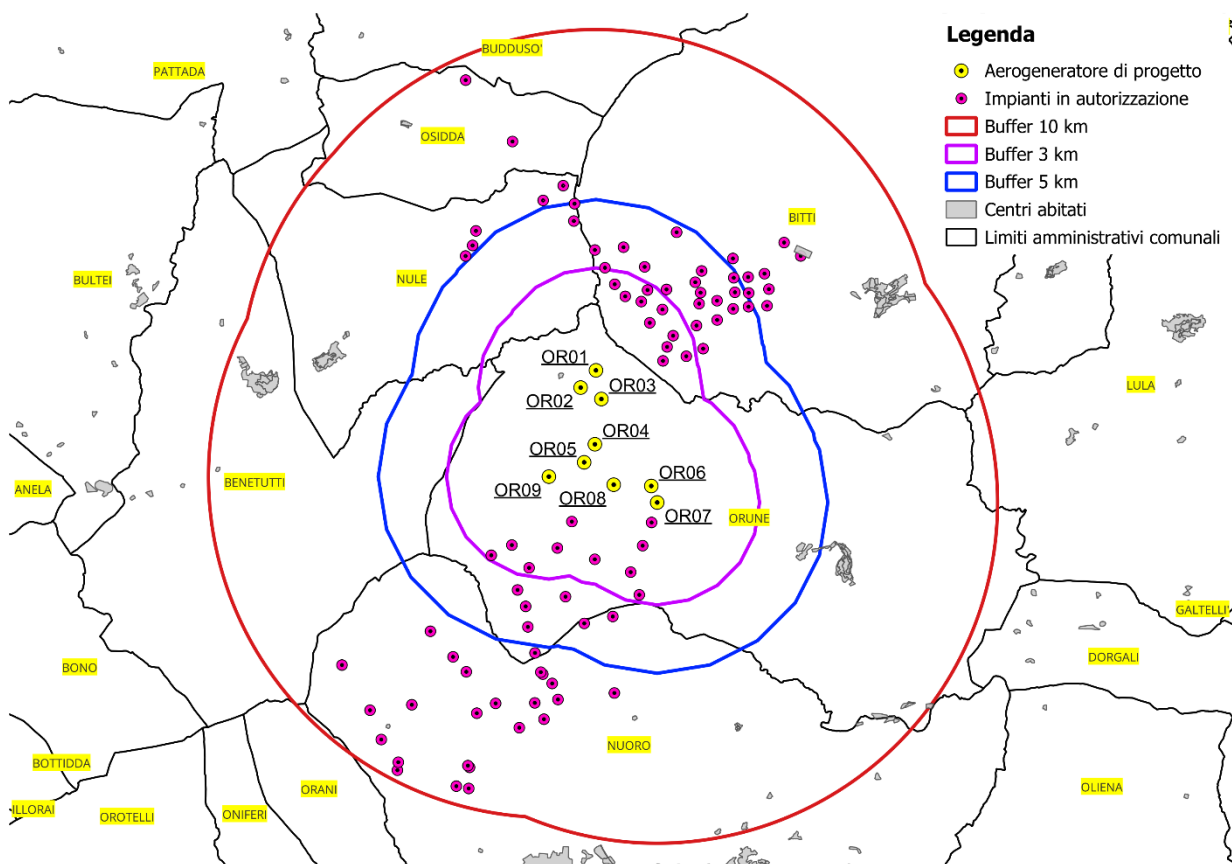 BUDDUSO'
PATTADA
OSIDDA
BITTI
BULTEI
NULE
LULA
OR01
OR02
OR03
OR04
OR05
OR06
OR09
OR08
OR07
ANELA
BENETUTTI
ORUNE
GALTELLI'
DORGALI
BONO
NUORO
BOTTIDDA
ORANI
OLIENA
ILLORAI
OROTELLI
ONIFERI
Legenda
Aerogeneratore di progetto
Impianti in autorizzazione
Buffer 10 km
Buffer 3 km
Buffer 5 km
Centri abitati
Limiti amministrativi comunali